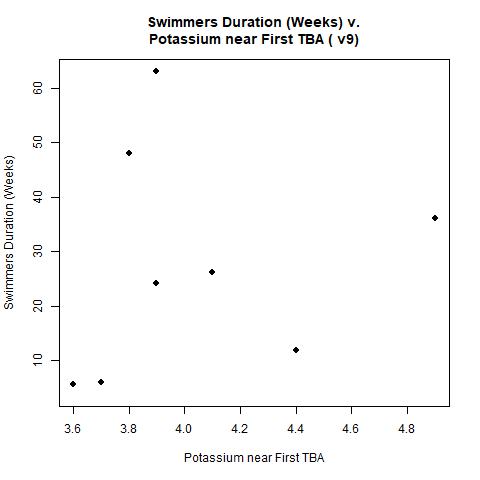 Swimmers Duration (Weeks) v.
Potassium near First TBA ( v9)
Swimmers Duration (Weeks)
60
50
40
30
20
10
3.6 3.8 4.0 4.2 4.4 4.6 4.8
Potassium near First TBA